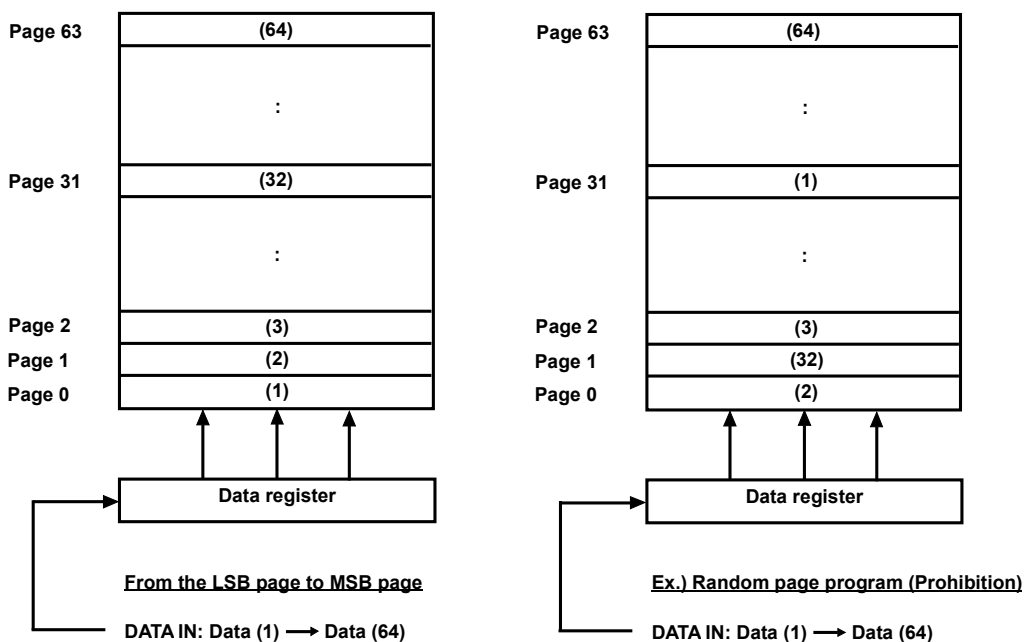 Page 63 (64)
:
Page 31 (32)
:
Page 2 (3)
Page 1 (2)
Page 0 (1)
Data register
From the LSB page to MSB page
DATA IN: Data (1) → Data (64)
Page 63 (64)
:
Page 31 (1)
:
Page 2 (3)
Page 1 (32)
Page 0 (2)
Data register
Ex.) Random page program (Prohibition)
DATA IN: Data (1) → Data (64)